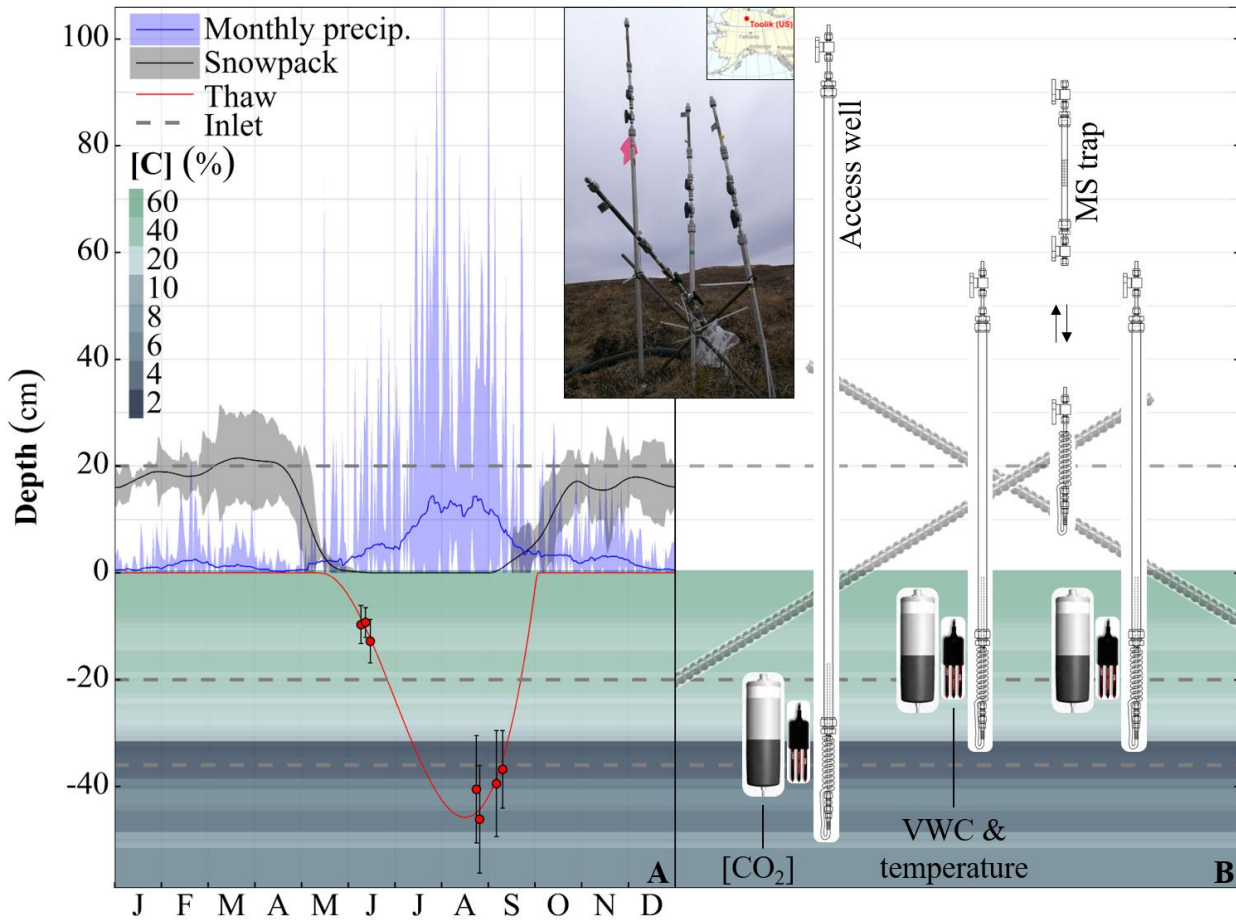 Monthly precip.
Snowpack
Thaw
Inlet
[C] (%)
60
40
20
10
8
6
4
2
100
80
60
40
20
0
-20
-40
Depth (cm)
J F M A M J J A S O N D
A
Toolik (US)
Access well
MS trap
[CO₂]
VWC &
temperature
B